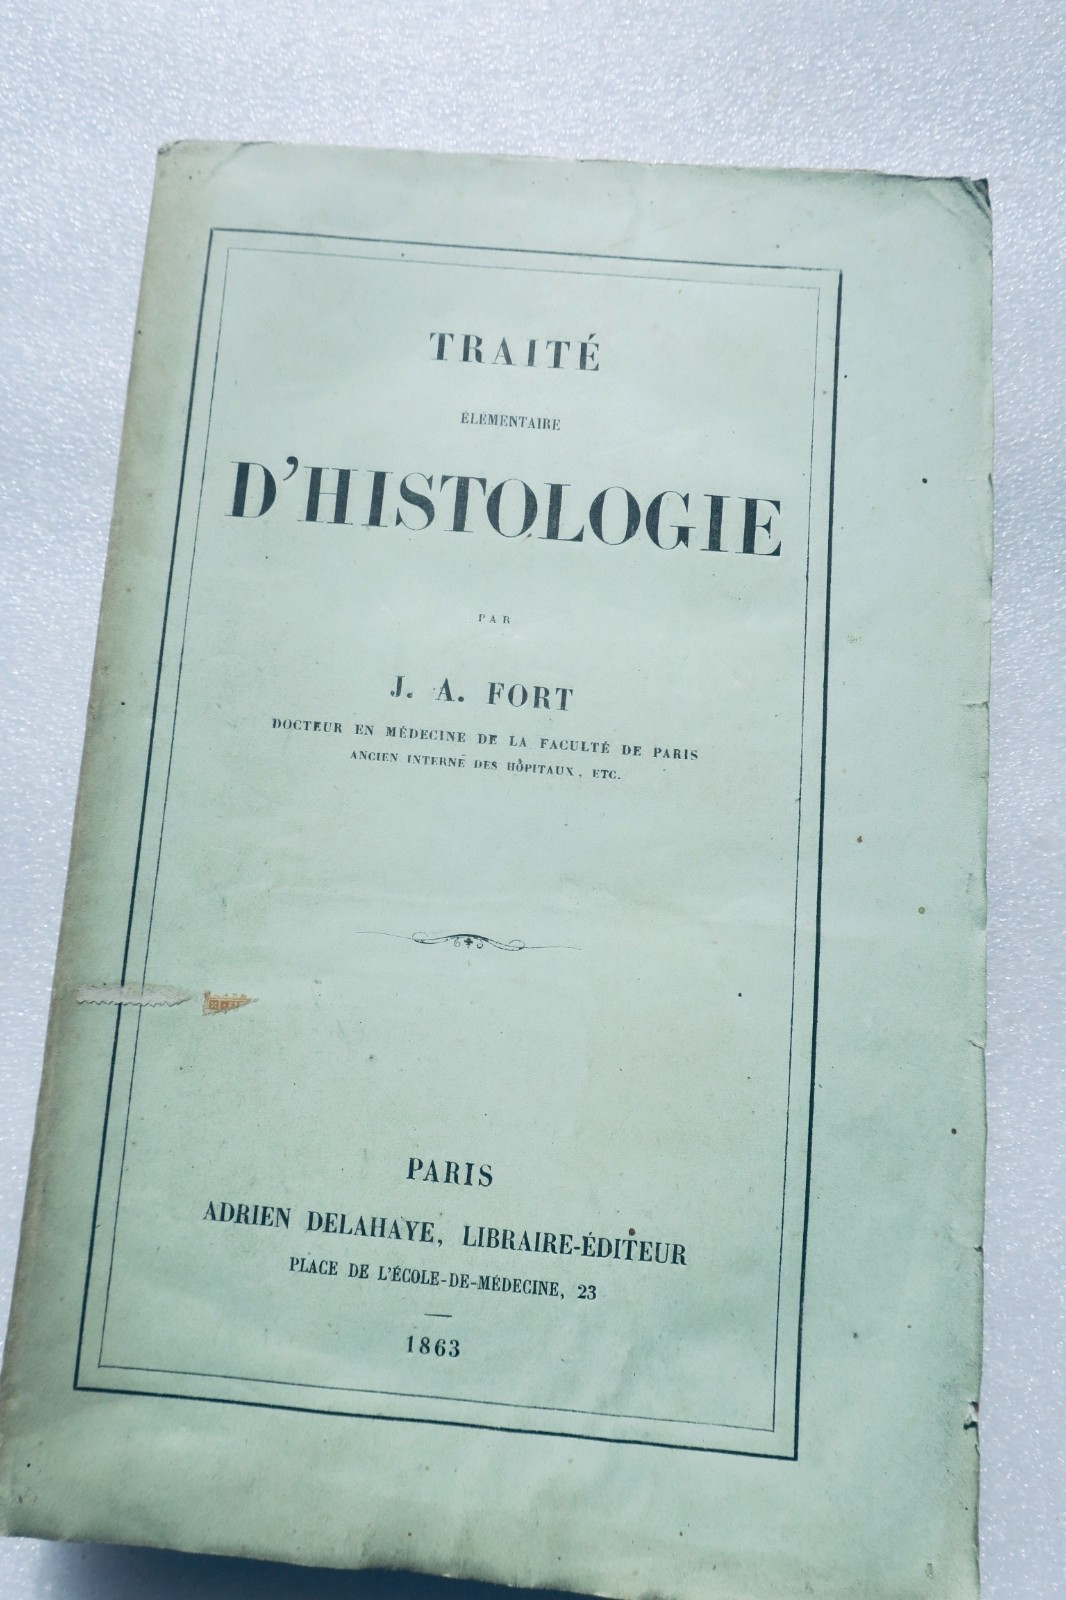 TRAITÉ
ÉLÉMENTAIRE
D'HISTOLOGIE
PAR
J. A. FORT
DOCTEUR EN MÉDECINE DE LA FACULTÉ DE PARIS
ANCIEN INTERNE DES HÔPITAUX, ETC.
PARIS
ADRIEN DELAHAYE, LIBRAIRE-ÉDITEUR
PLACE DE L'ÉCOLE-DE-MÉDECINE, 23
1863